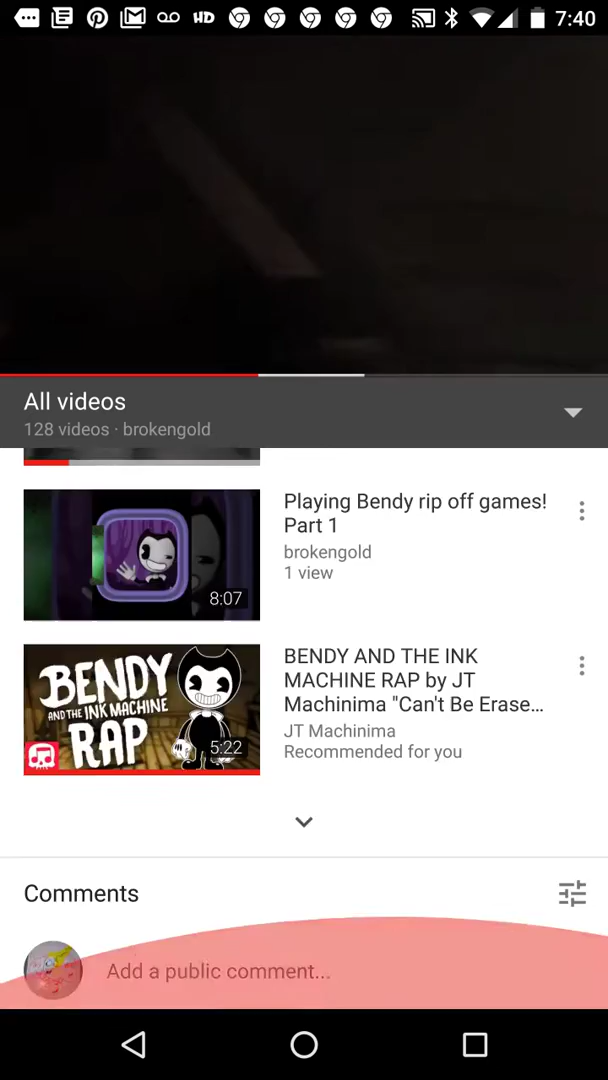 HD
7:40
All videos
128 videos · brokengold
Playing Bendy rip off games!
Part 1
brokengold
1 view
8:07
BENDY
AND THE INK MACHINE
RAP
5:22
BENDY AND THE INK
MACHINE RAP by JT
Machinima "Can't Be Erase...
JT Machinima
Recommended for you
Comments
Add a public comment...